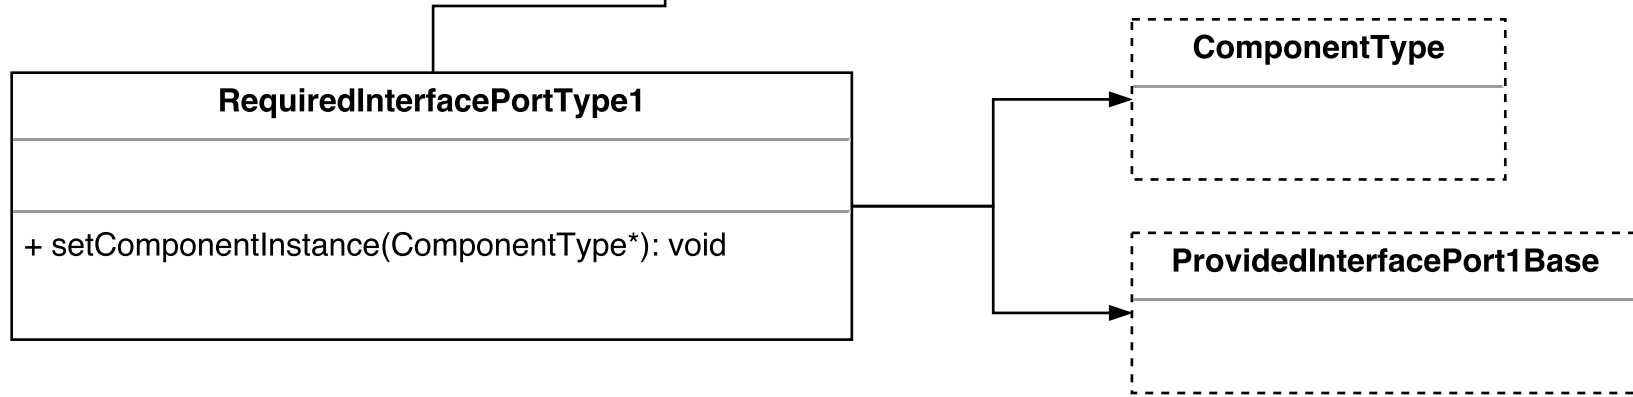 ComponentType
RequiredInterfacePortType1
+ setComponentInstance(ComponentType*): void
ProvidedInterfacePort1Base